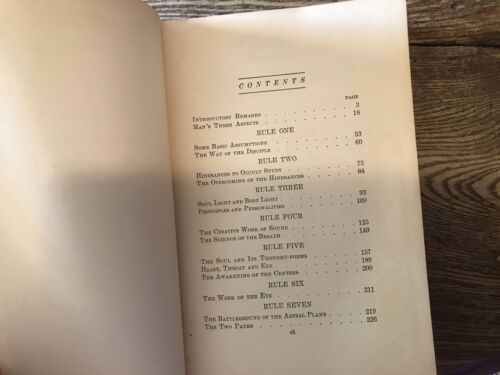 CONTENTS
PAGE
Introductory Remarks . . . . . . . . . 3
Man's Three Aspects . . . . . . . . . 18
RULE ONE
Some Basic Assumptions . . . . . . . . 53
The Way of the Disciple . . . . . . . . 60
RULE TWO
Hindrances to Occult Study . . . . . . . 73
The Overcoming of the Hindrances . . . . . 84
RULE THREE
Soul Light and Body Light . . . . . . . 93
Principles and Personalities . . . . . . . 109
RULE FOUR
The Creative Work of Sound . . . . . . . 125
The Science of the Breath . . . . . . . . 149
RULE FIVE
The Soul and Its Thought-forms . . . . . . 157
Heart, Throat and Eye . . . . . . . . 189
The Awakening of the Centres . . . . . . 200
RULE SIX
The Work of the Eye . . . . . . . . . 211
RULE SEVEN
The Battleground of the Astral Plane . . . . 219
The Two Paths . . . . . . . . . . 226
vii